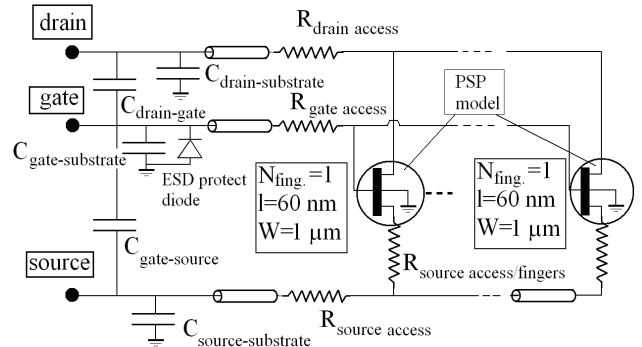 drain
R drain access
C drain-substrate
C drain-gate
gate
R gate access
PSP
model
C gate-substrate
ESD protect
diode
N fing. =1
l=60 nm
W=1 μm
N fing. =1
l=60 nm
W=1 μm
C gate-source
source
R source access/fingers
R source access
C source-substrate